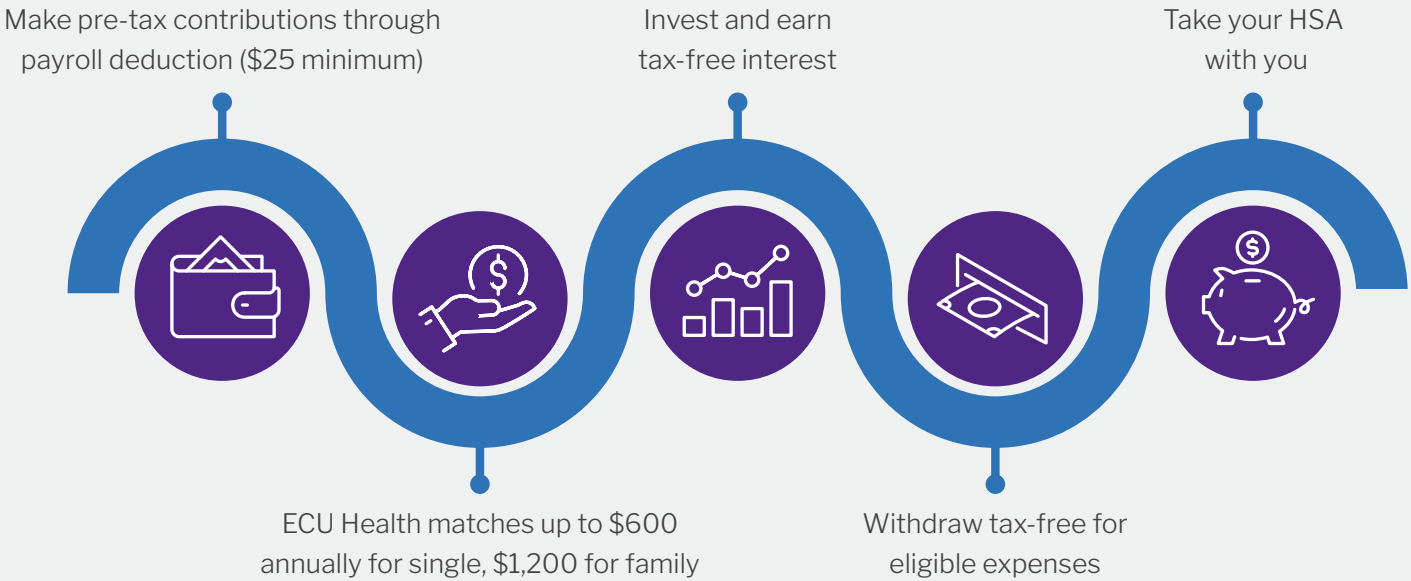 Make pre-tax contributions through
payroll deduction ($25 minimum)
$
ECU Health matches up to $600
annually for single, $1,200 for family
Invest and earn
tax-free interest
Withdraw tax-free for
eligible expenses
Take your HSA
with you
$